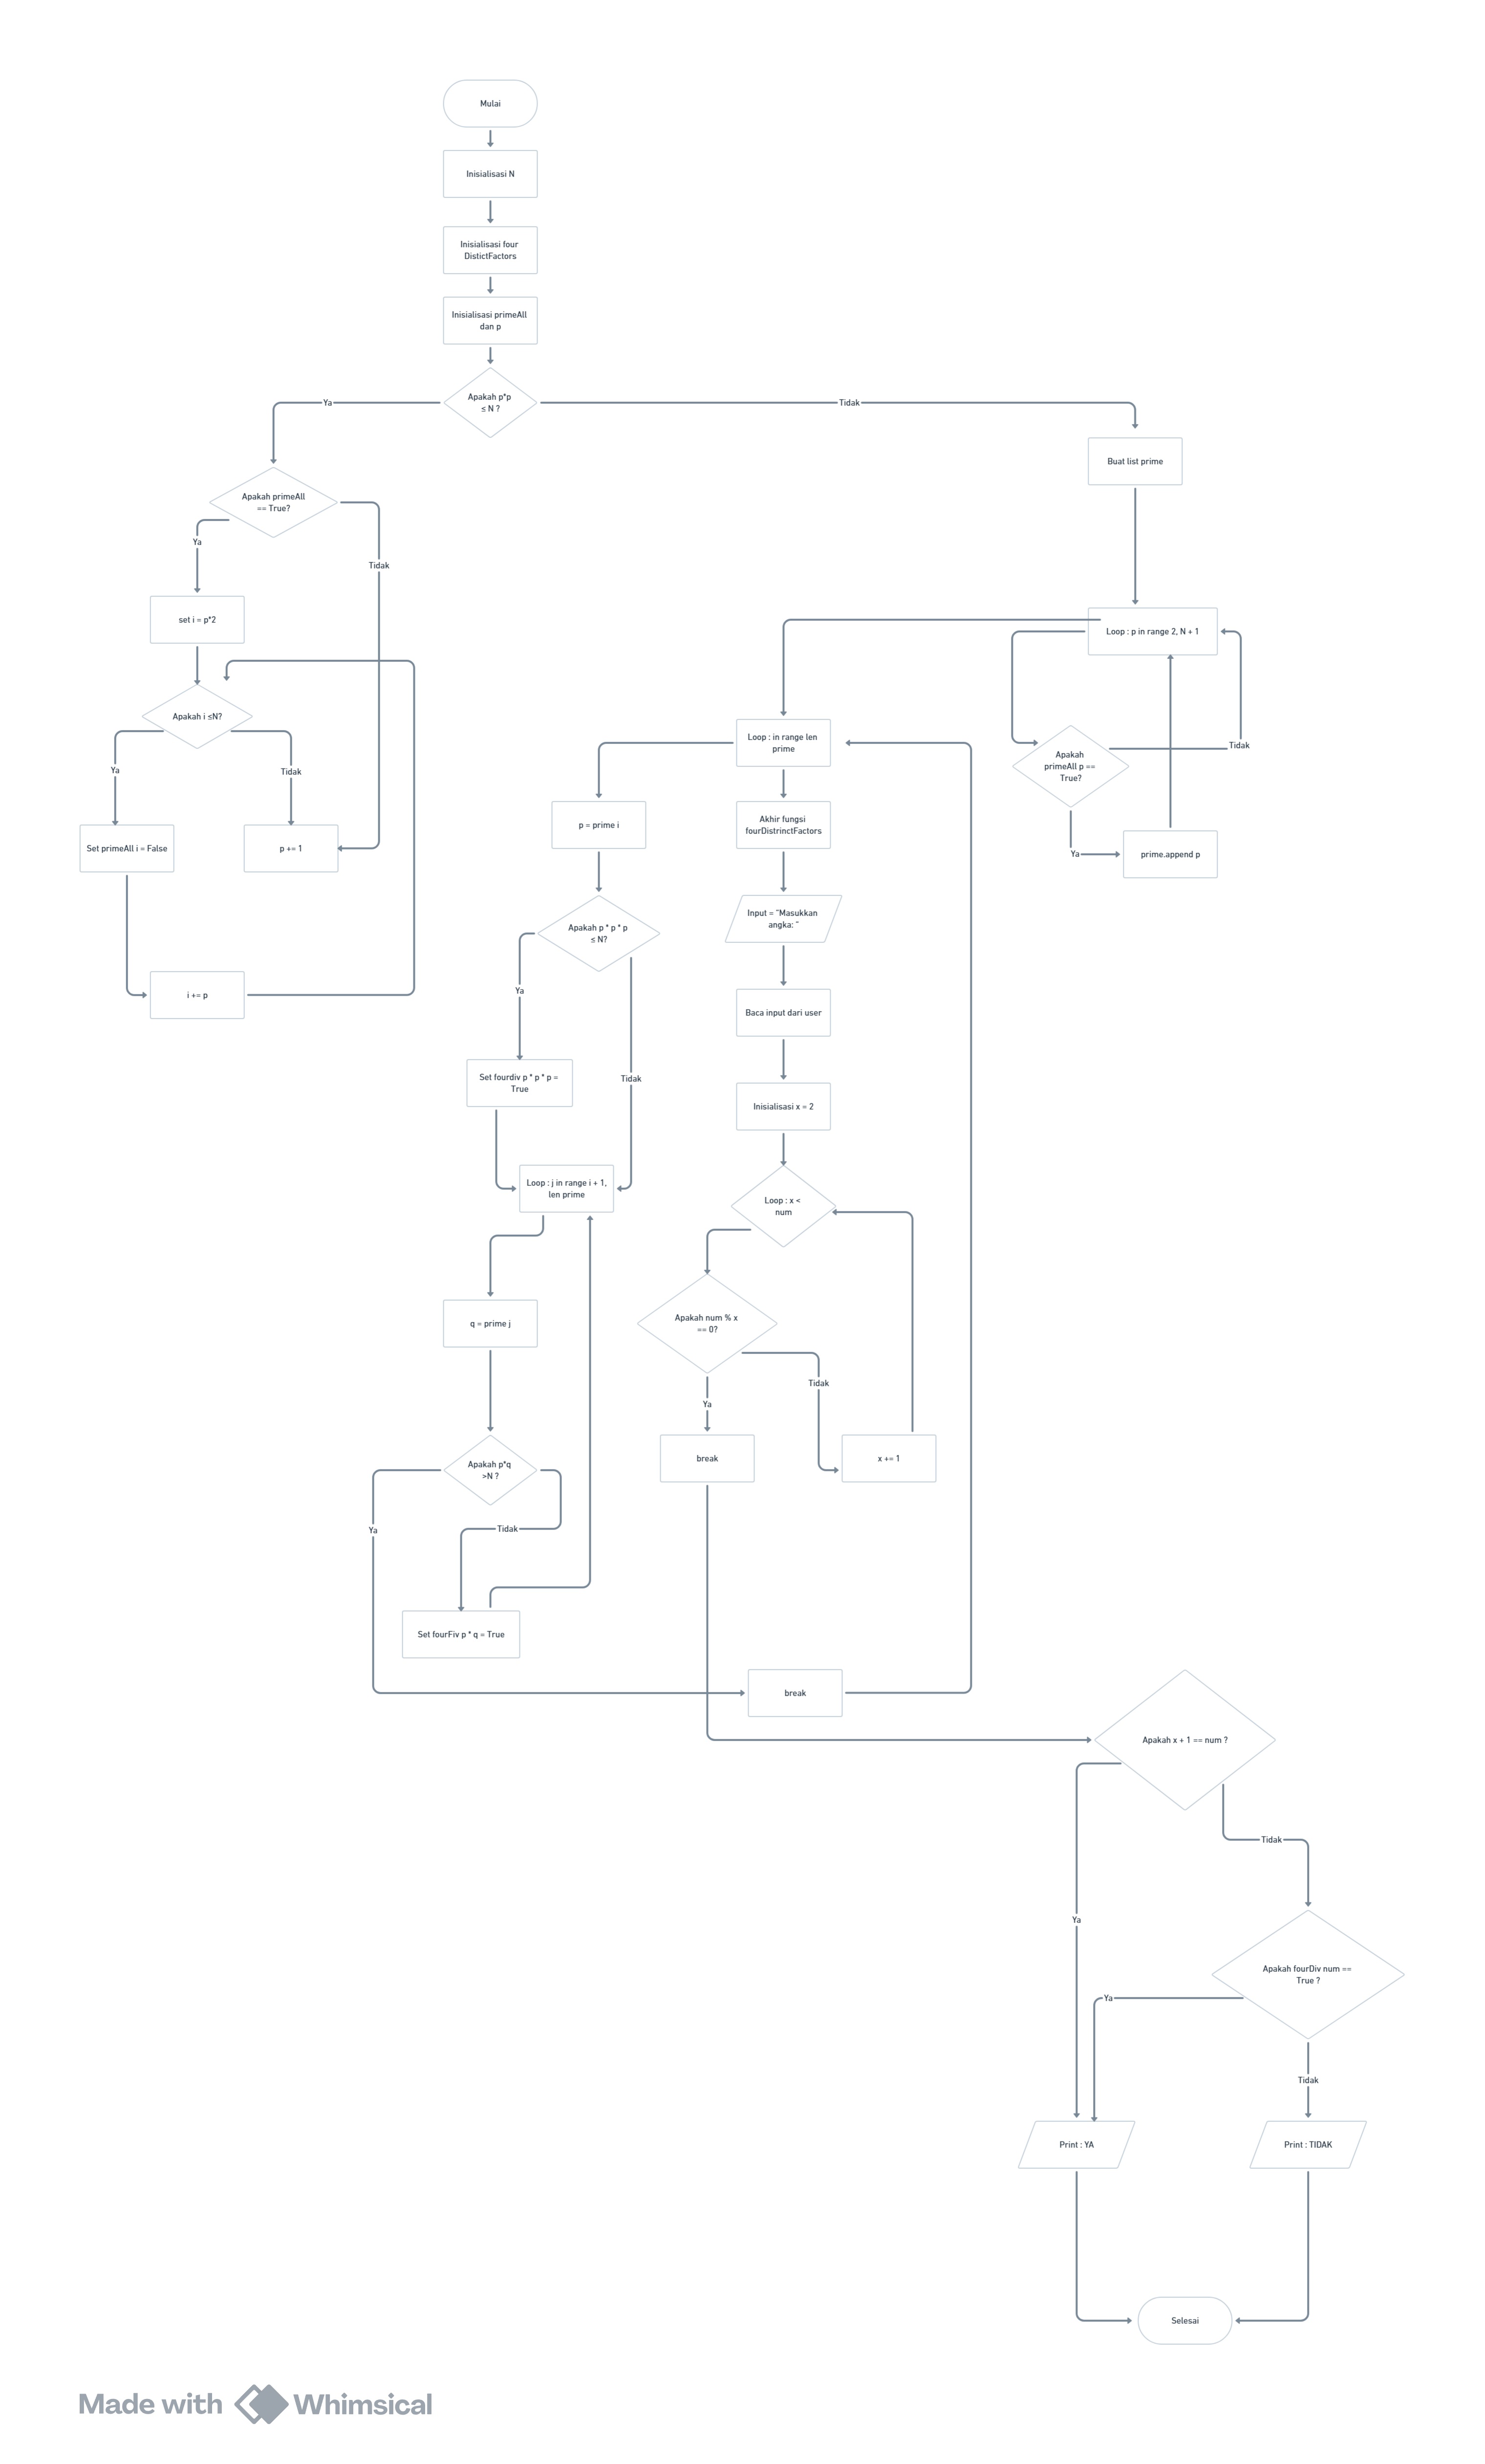 Mulai
Inisialisasi N
Inisialisasi four
DistictFactors
Inisialisasi primeAll
dan p
Apakah p*p
≤ N ?
Ya
Tidak
Buat list prime
Apakah primeAll
== True?
Ya
Tidak
set i = p*2
Loop : p in range 2, N + 1
Apakah i ≤N?
Ya
Tidak
Loop : in range len
prime
Apakah
primeAll p ==
True?
Tidak
Ya
prime.append p
Set primeAll i = False
p += 1
i += p
p = prime i
Akhir fungsi
fourDistrinctFactors
Apakah p * p * p
≤ N?
Ya
Tidak
Input = "Masukkan
angka: "
Baca input dari user
Set fourdiv p * p * p =
True
Inisialisasi x = 2
Loop : j in range i + 1,
len prime
Loop : x <
num
q = prime j
Apakah num % x
== 0?
Ya
Tidak
break
x += 1
Apakah p*q
>N ?
Ya
Tidak
Set fourFiv p * q = True
break
Apakah x + 1 == num ?
Tidak
Ya
Apakah fourDiv num ==
True ?
Ya
Tidak
Print : YA
Print : TIDAK
Selesai
Made with Whimsical